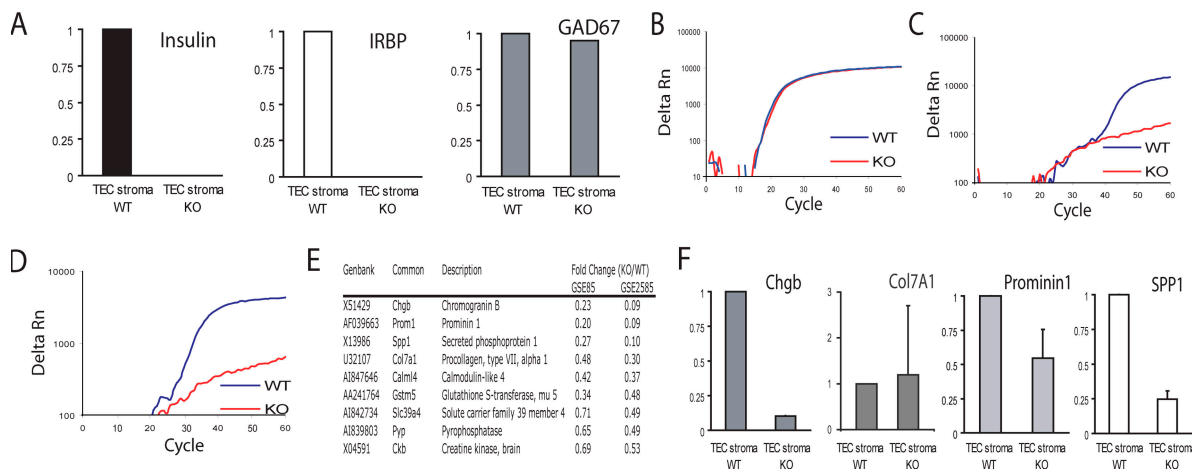 A
Insulin
1
0.75
0.5
0.25
0
TEC stroma TEC stroma
WT KO
IRBP
1
0.75
0.5
0.25
0
TEC stroma TEC stroma
WT KO
GAD67
1
0.75
0.5
0.25
0
TEC stroma TEC stroma
WT KO
B
Delta Rn
100000
10000
1000
100
10
WT
KO
0 10 20 30 40 50 60
Cycle
C
Delta Rn
100000
10000
1000
100
WT
KO
0 10 20 30 40 50 60
Cycle
D
Delta Rn
10000
1000
100
WT
KO
0 10 20 30 40 50 60
Cycle
E
Genbank Common Description Fold Change (KO/WT)
GSE85 GSE2585
X51429 Chgb Chromogranin B 0.23 0.09
AF039663 Prom1 Prominin 1 0.20 0.09
X13986 Spp1 Secreted phosphoprotein 1 0.27 0.10
U32107 Col7a1 Procollagen, type VII, alpha 1 0.48 0.30
AI847646 Calml4 Calmodulin-like 4 0.42 0.37
AA241764 Gstm5 Glutathione S-transferase, mu 5 0.34 0.48
AI842734 Slc39a4 Solute carrier family 39 member 4 0.71 0.49
AI839803 Pyp Pyrophosphatase 0.65 0.49
X04591 Ckb Creatine kinase, brain 0.69 0.53
F
Chgb
1
0.75
0.5
0.25
0
TEC stroma TEC stroma
WT KO
Col7A1
3
2
1
0
TEC stroma TEC stroma
WT KO
Prominin1
1
0.75
0.5
0.25
0
TEC stroma TEC stroma
WT KO
SPP1
1
0.75
0.5
0.25
0
TEC stroma TEC stroma
WT KO